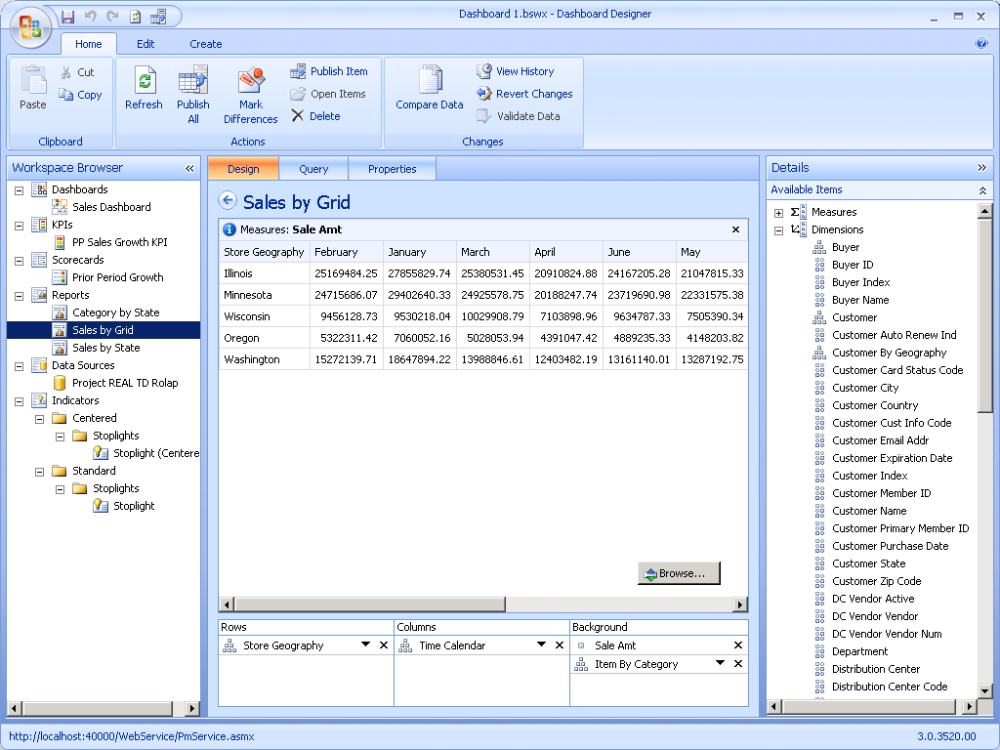 Dashboard 1.bswx - Dashboard Designer
Home Edit Create
Paste
Cut
Copy
Clipboard
Refresh
Publish All
Mark Differences
Publish Item
Open Items
Delete
Actions
Compare Data
View History
Revert Changes
Validate Data
Changes
Workspace Browser
Dashboards
Sales Dashboard
KPIs
PP Sales Growth KPI
Scorecards
Prior Period Growth
Reports
Category by State
Sales by Grid
Sales by State
Data Sources
Project REAL TD Rolap
Indicators
Centered
Stoplights
Stoplight (Centere
Standard
Stoplights
Stoplight
Design Query Properties
Sales by Grid
Measures: Sale Amt
Store Geography February January March April June May
Illinois 25169484.25 27855829.74 25380531.45 20910824.88 24167205.28 21047815.33
Minnesota 24715686.07 29402640.33 24925578.75 20188247.74 23719690.98 22331575.38
Wisconsin 9456128.73 9530218.04 10029908.79 7103898.96 9634787.33 7505390.34
Oregon 5322311.42 7060052.16 5028053.94 4391047.42 4889235.33 4148203.82
Washington 15272139.71 18647894.22 13988846.61 12403482.19 13161140.01 13287192.75
Browse...
Rows Columns Background
Store Geography Time Calendar Sale Amt
Item By Category
Details
Available Items
Measures
Dimensions
Buyer
Buyer ID
Buyer Index
Buyer Name
Customer
Customer Auto Renew Ind
Customer By Geography
Customer Card Status Code
Customer City
Customer Country
Customer Cust Info Code
Customer Email Addr
Customer Expiration Date
Customer Index
Customer Member ID
Customer Name
Customer Primary Member ID
Customer Purchase Date
Customer State
Customer Zip Code
DC Vendor Active
DC Vendor Vendor
DC Vendor Vendor Num
Department
Distribution Center
Distribution Center Code
http://localhost:40000/WebService/PmService.asmx 3.0.3520.00